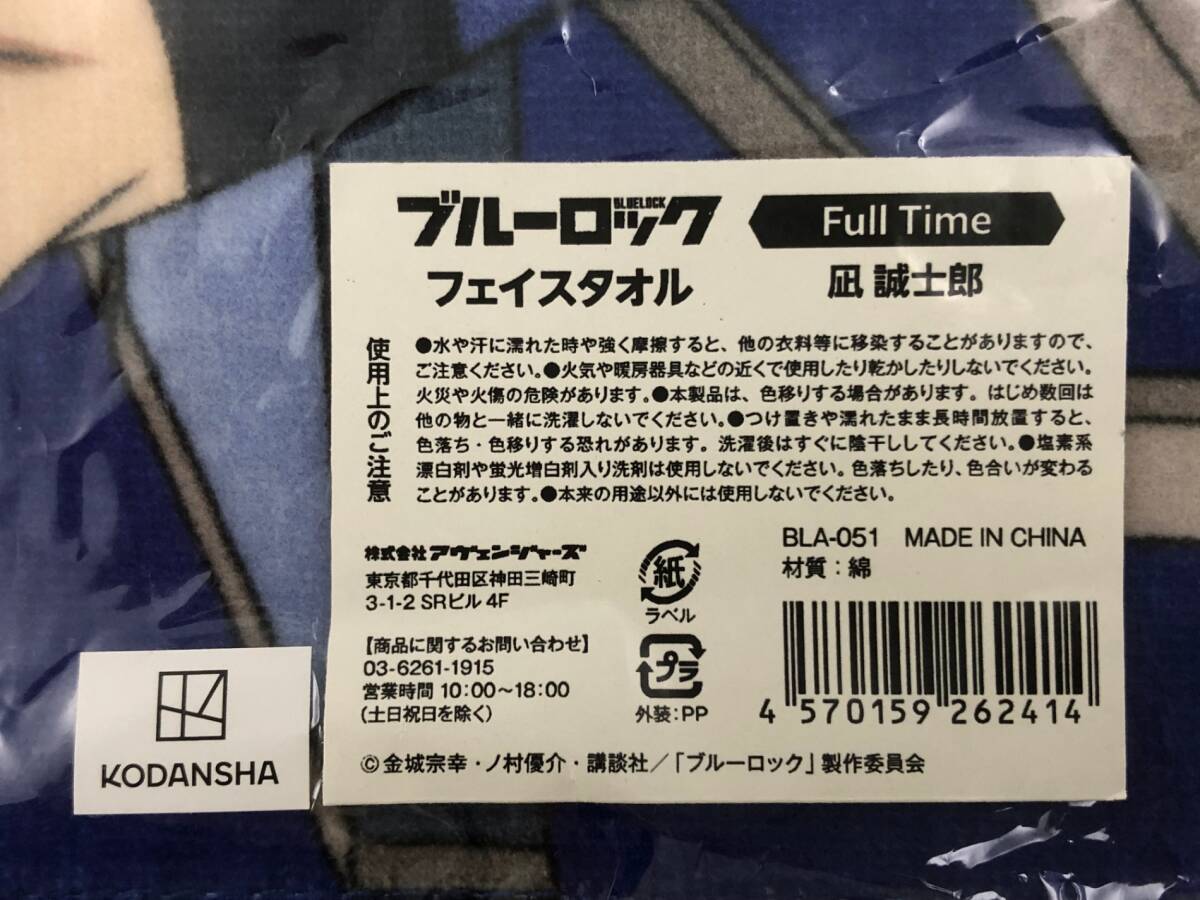 ブルーロック
BLUELOCK
Full Time
フェイスタオル
凪 誠士郎
使用上のご注意
●水や汗に濡れた時や強く摩擦すると、他の衣料等に移染することがありますので、
ご注意ください。●火気や暖房器具などの近くで使用したり乾かしたりしないでください。
火災や火傷の危険があります。●本製品は、色移りする場合があります。はじめ数回は
他の物と一緒に洗濯しないでください。●つけ置きや濡れたまま長時間放置すると、
色落ち・色移りする恐れがあります。洗濯後はすぐに陰干ししてください。●塩素系
漂白剤や蛍光増白剤入り洗剤は使用しないでください。色落ちしたり、色合いが変わる
ことがあります。●本来の用途以外には使用しないでください。
株式会社アヴェンジャーズ
東京都千代田区神田三崎町
3-1-2 SRビル 4F
【商品に関するお問い合わせ】
03-6261-1915
営業時間 10:00～18:00
（土日祝日を除く）
紙
ラベル
プラ
外装：PP
BLA-051 MADE IN CHINA
材質：綿
4 570159 262414
©金城宗幸・ノ村優介・講談社／「ブルーロック」製作委員会
KODANSHA